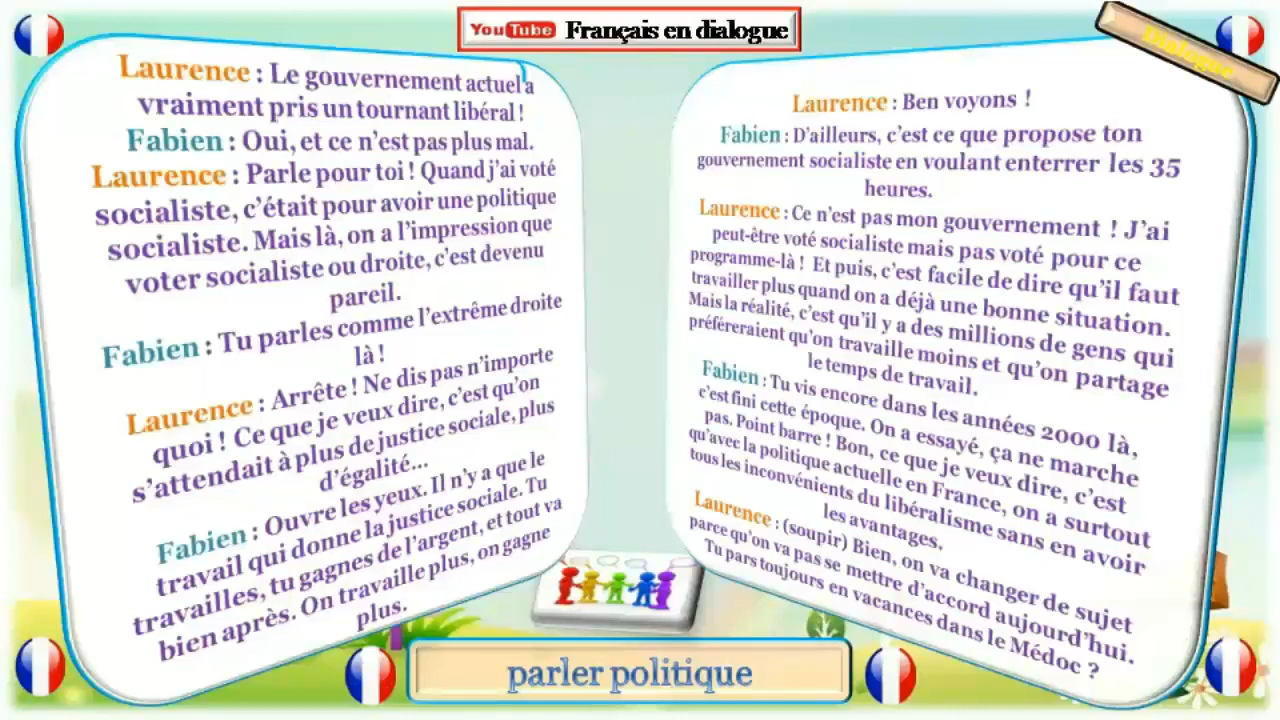 YouTube Français en dialogue
Dialogue
Laurence : Le gouvernement actuel a
vraiment pris un tournant libéral !
Fabien : Oui, et ce n'est pas plus mal.
Laurence : Parle pour toi ! Quand j'ai voté
socialiste, c'était pour avoir une politique
socialiste. Mais là, on a l'impression que
voter socialiste ou droite, c'est devenu
pareil.
Fabien : Tu parles comme l'extrême droite
là !
Laurence : Arrête ! Ne dis pas n'importe
quoi ! Ce que je veux dire, c'est qu'on
s'attendait à plus de justice sociale, plus
d'égalité...
Fabien : Ouvre les yeux. Il n'y a que le
travail qui donne la justice sociale. Tu
travailles, tu gagnes de l'argent, et tout va
bien après. On travaille plus, on gagne
plus.
Laurence : Ben voyons !
Fabien : D'ailleurs, c'est ce que propose ton
gouvernement socialiste en voulant enterrer les 35
heures.
Laurence : Ce n'est pas mon gouvernement ! J'ai
peut-être voté socialiste mais pas voté pour ce
programme-là ! Et puis, c'est facile de dire qu'il faut
travailler plus quand on a déjà une bonne situation.
Mais la réalité, c'est qu'il y a des millions de gens qui
préféreraient qu'on travaille moins et qu'on partage
le temps de travail.
Fabien : Tu vis encore dans les années 2000 là,
c'est fini cette époque. On a essayé, ça ne marche
pas. Point barre ! Bon, ce que je veux dire, c'est
qu'avec la politique actuelle en France, on a surtout
tous les inconvénients du libéralisme sans en avoir
les avantages.
Laurence : (soupir) Bien, on va changer de sujet
parce qu'on va pas se mettre d'accord aujourd'hui.
Tu pars toujours en vacances dans le Médoc ?
parler politique